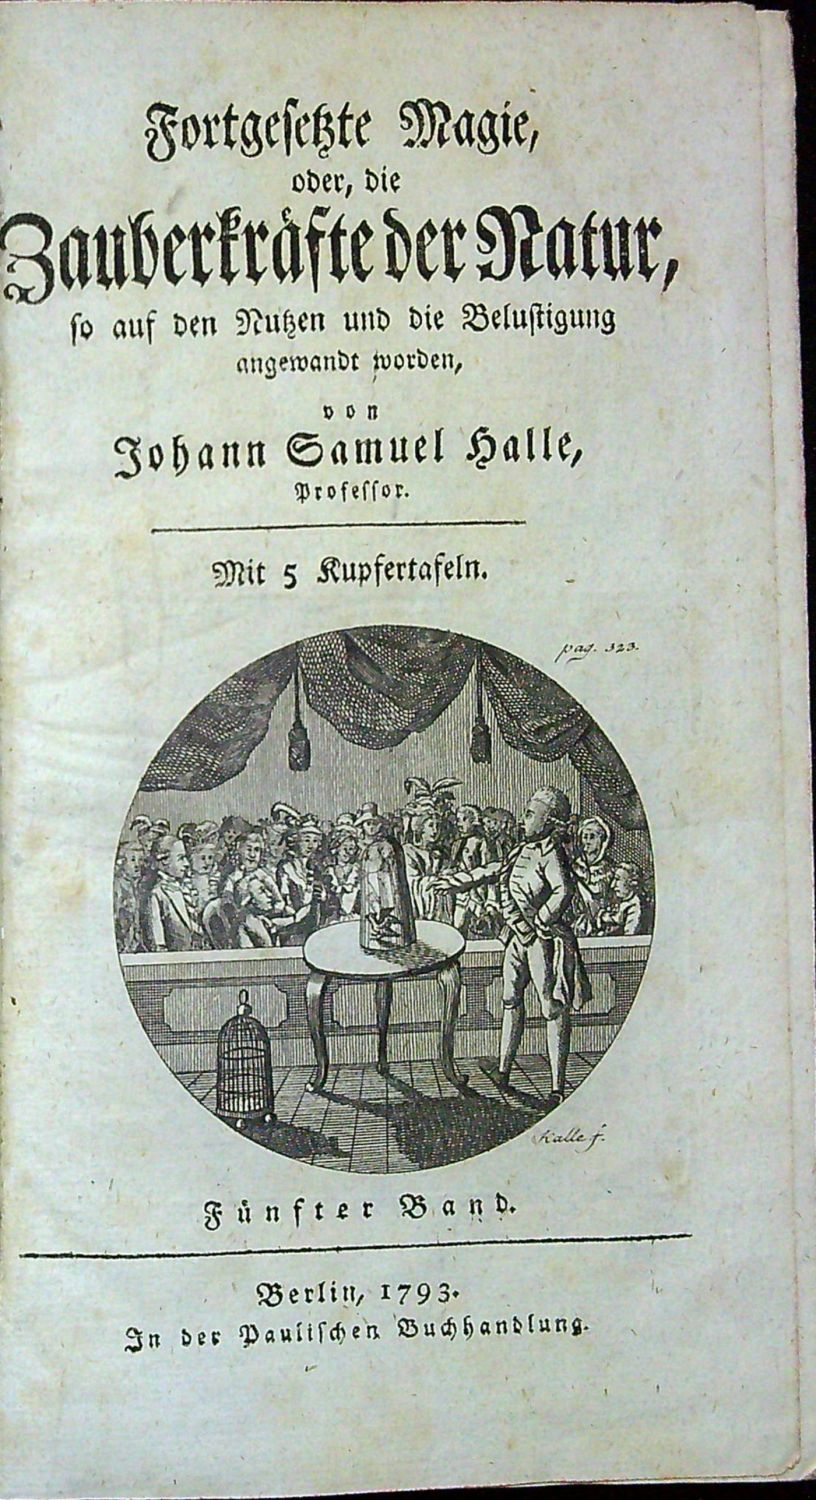 Fortgeſetzte Magie,
oder, die
Zauberkräfte der Natur,
ſo auf den Nutzen und die Beluſtigung
angewandt worden,
von
Johann Samuel Halle,
Profeſſor.
Mit 5 Kupfertafeln.
pag. 323.
Halle f.
Fünfter Band.
Berlin, 1793.
In der Pauliſchen Buchhandlung.